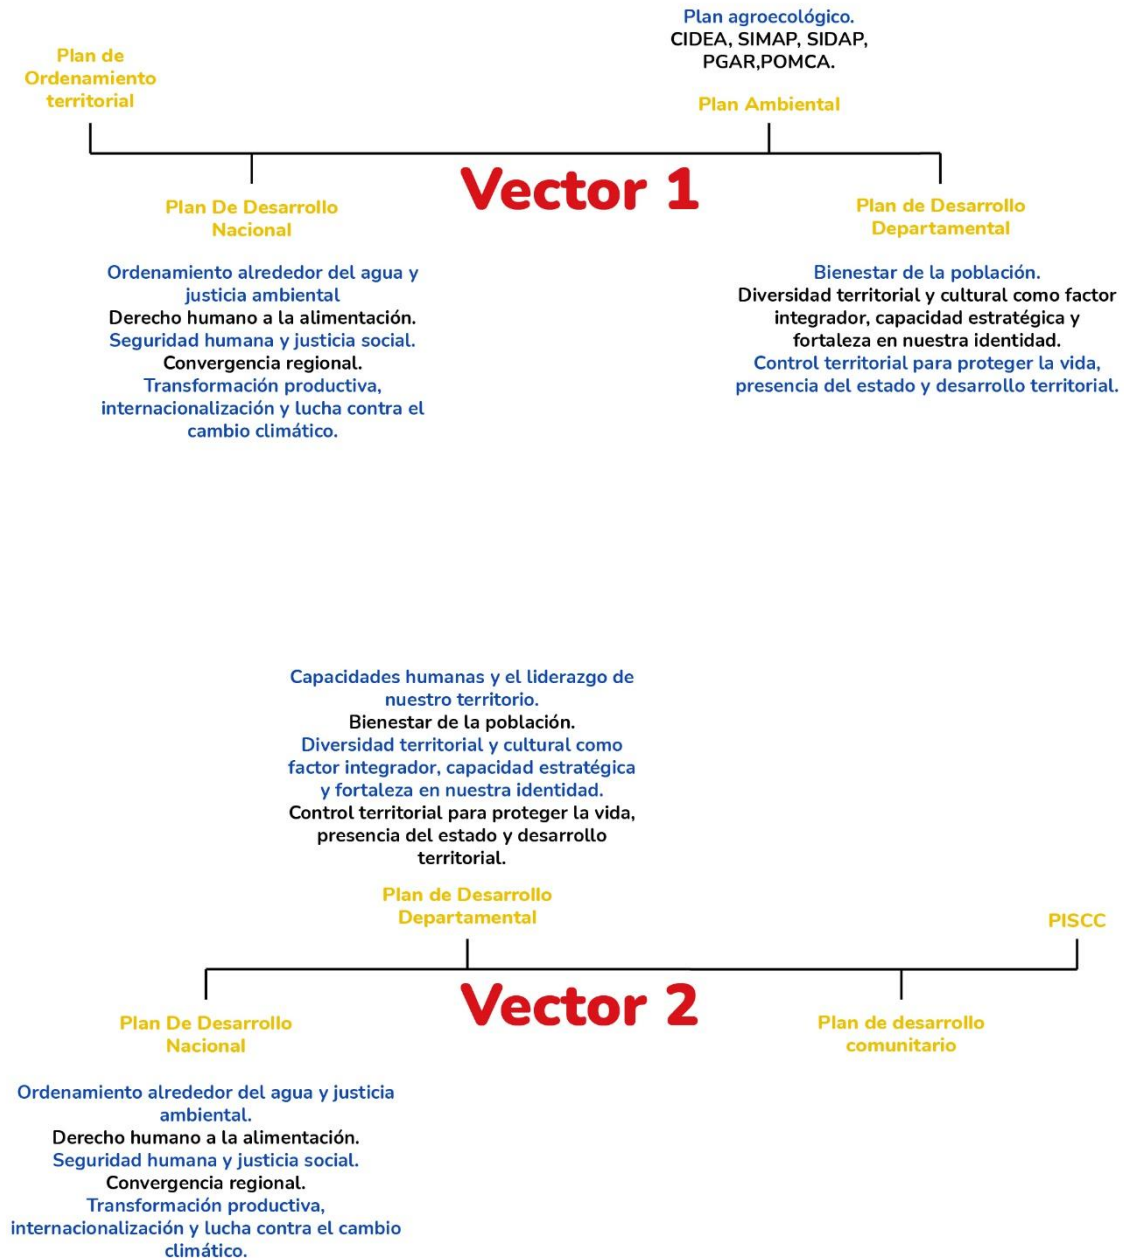 Plan de
Ordenamiento
territorial
Plan agroecológico.
CIDEA, SIMAP, SIDAP,
PGAR,POMCA.
Plan Ambiental
Vector 1
Plan De Desarrollo
Nacional
Ordenamiento alrededor del agua y
justicia ambiental
Derecho humano a la alimentación.
Seguridad humana y justicia social.
Convergencia regional.
Transformación productiva,
internacionalización y lucha contra el
cambio climático.
Plan de Desarrollo
Departamental
Bienestar de la población.
Diversidad territorial y cultural como factor
integrador, capacidad estratégica y
fortaleza en nuestra identidad.
Control territorial para proteger la vida,
presencia del estado y desarrollo territorial.
Capacidades humanas y el liderazgo de
nuestro territorio.
Bienestar de la población.
Diversidad territorial y cultural como
factor integrador, capacidad estratégica
y fortaleza en nuestra identidad.
Control territorial para proteger la vida,
presencia del estado y desarrollo
territorial.
Plan de Desarrollo
Departamental
PISCC
Vector 2
Plan De Desarrollo
Nacional
Ordenamiento alrededor del agua y justicia
ambiental.
Derecho humano a la alimentación.
Seguridad humana y justicia social.
Convergencia regional.
Transformación productiva,
internacionalización y lucha contra el cambio
climático.
Plan de desarrollo
comunitario